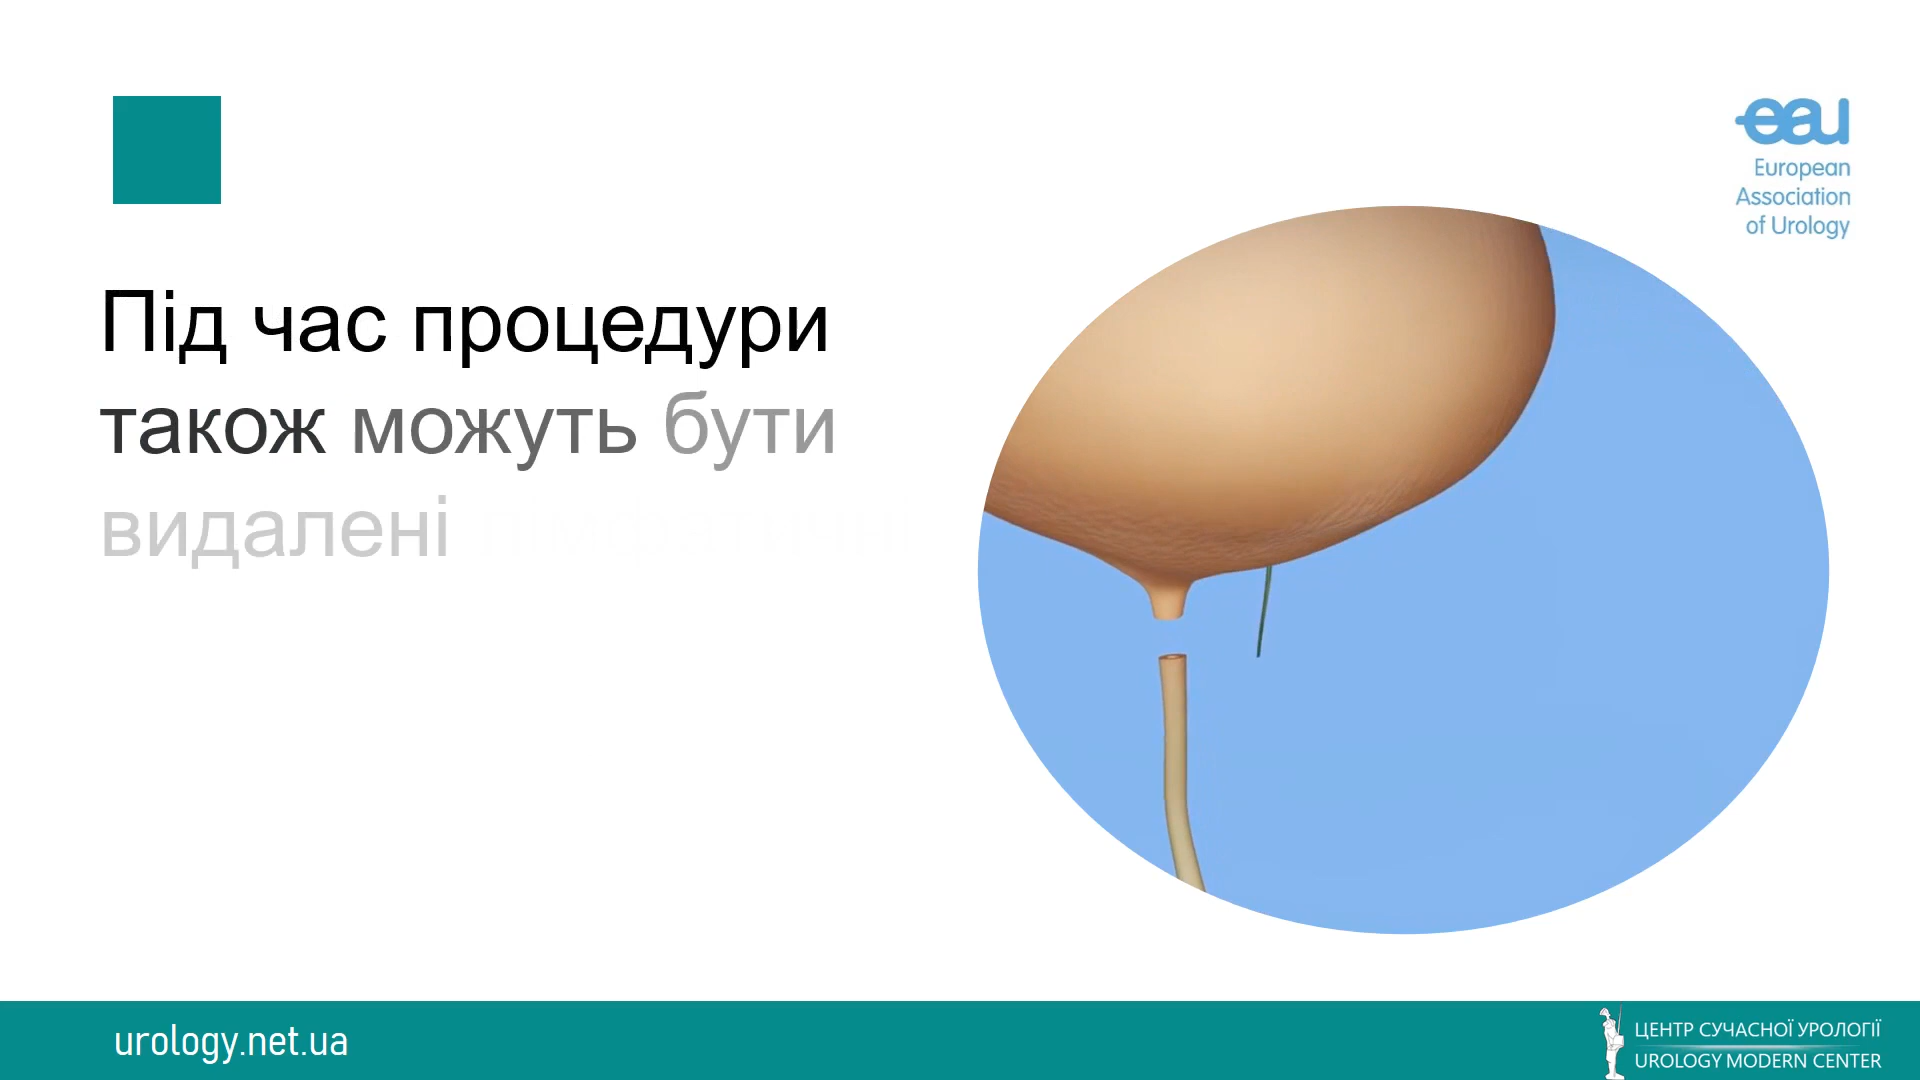 eau
European
Association
of Urology
Під час процедури
також можуть бути
видалені
urology.net.ua
ЦЕНТР СУЧАСНОЇ УРОЛОГІЇ
UROLOGY MODERN CENTER